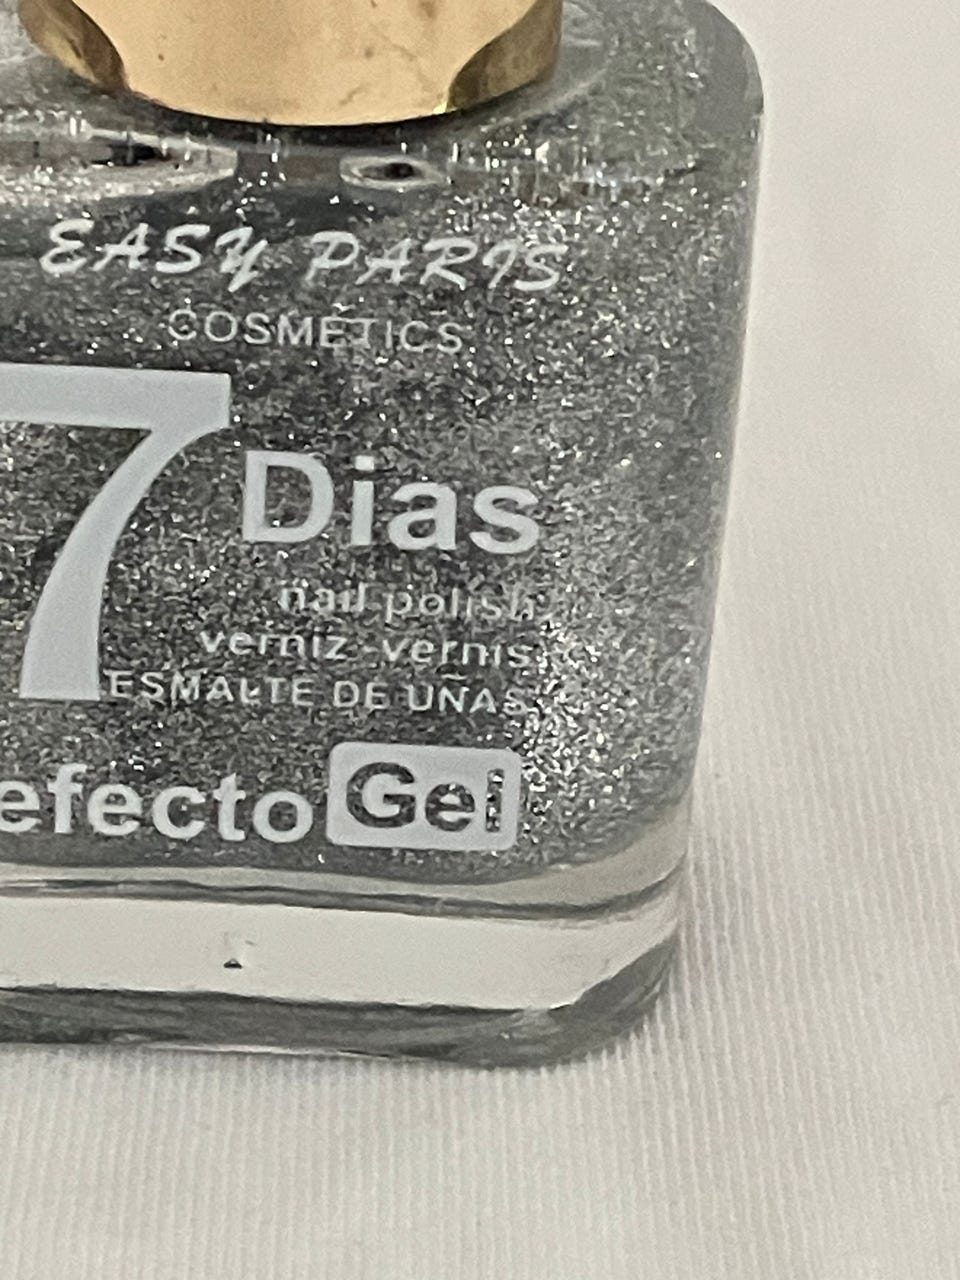 EASY PARIS
COSMETICS
7 Dias
nail polish
verniz - vernis
ESMALTE DE UÑAS
efecto Gel